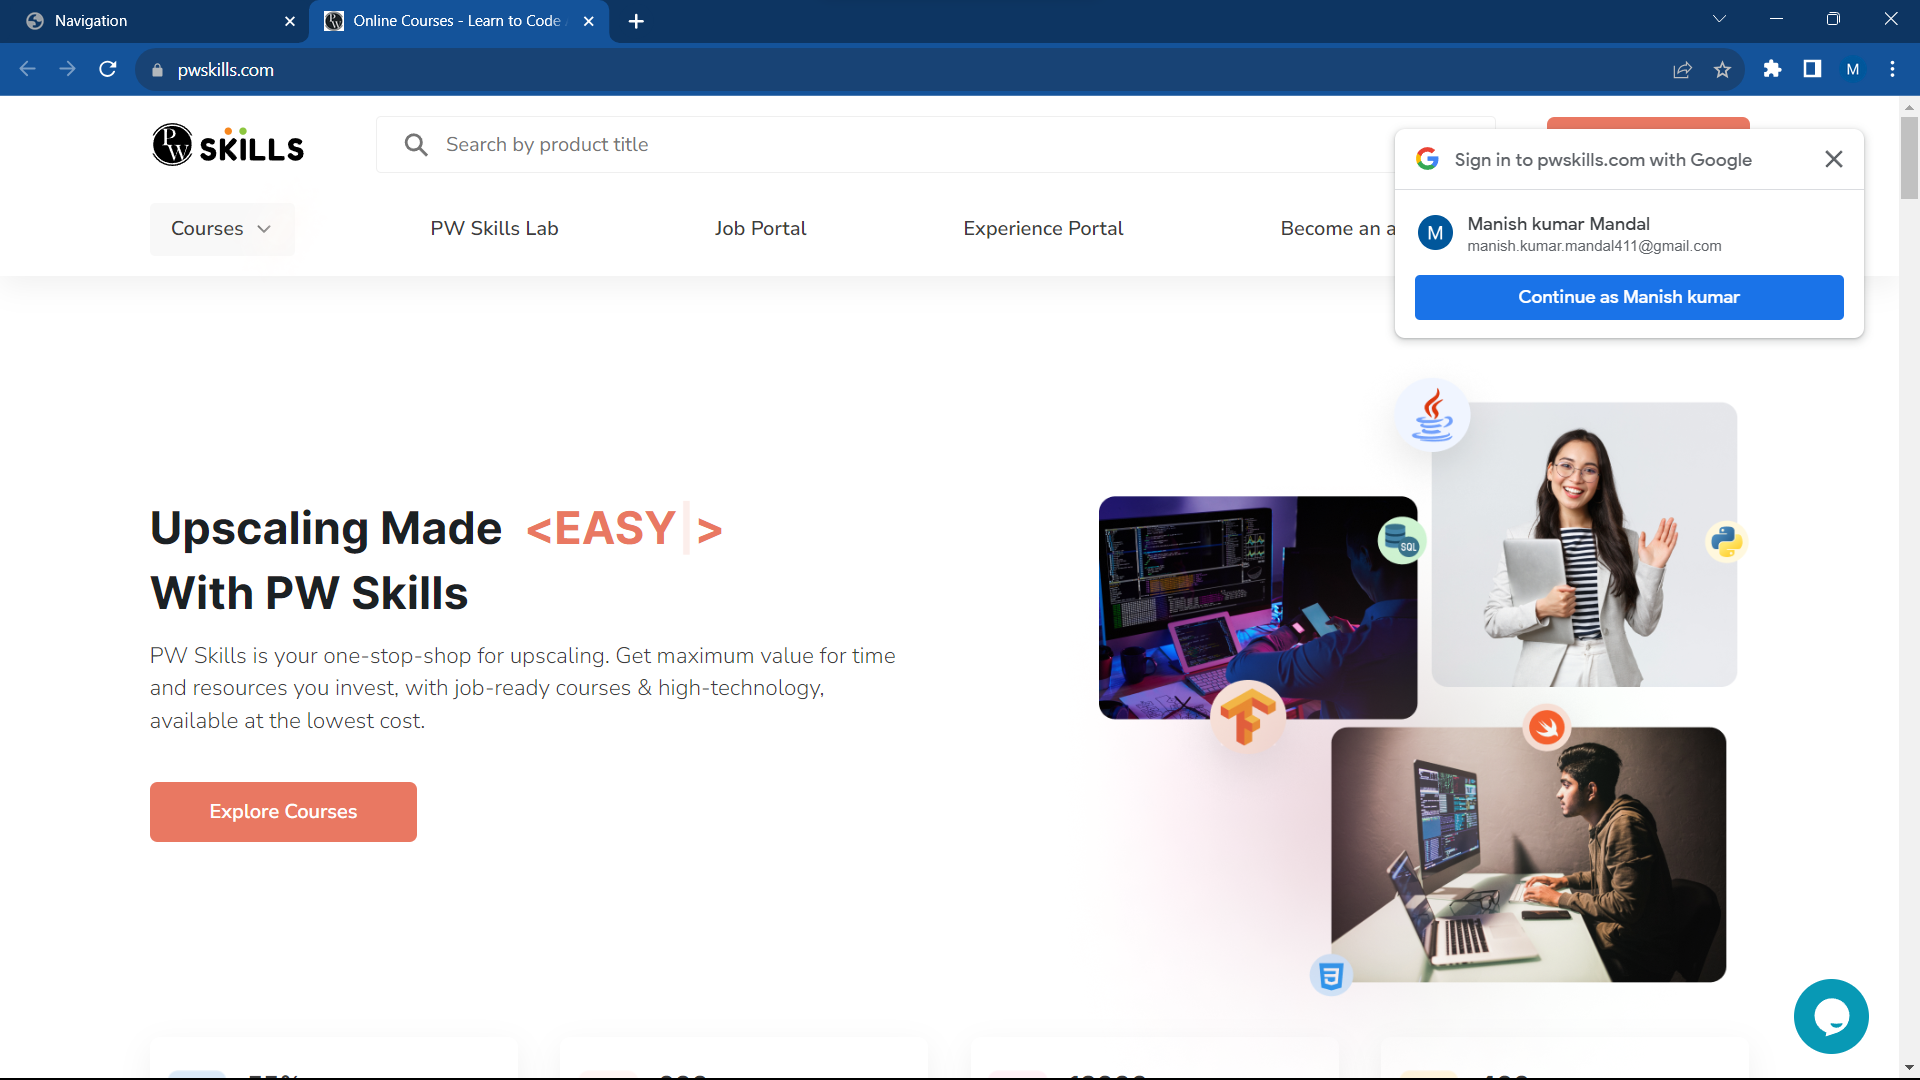 Navigation
Online Courses - Learn to Code
pwskills.com
M
PW SKILLS
Search by product title
Sign in to pwskills.com with Google
Courses
PW Skills Lab
Job Portal
Experience Portal
Become an a
M
Manish kumar Mandal
manish.kumar.mandal411@gmail.com
Continue as Manish kumar
Upscaling Made <EASY|>
With PW Skills
SQL
PW Skills is your one-stop-shop for upscaling. Get maximum value for time
and resources you invest, with job-ready courses & high-technology,
available at the lowest cost.
Explore Courses